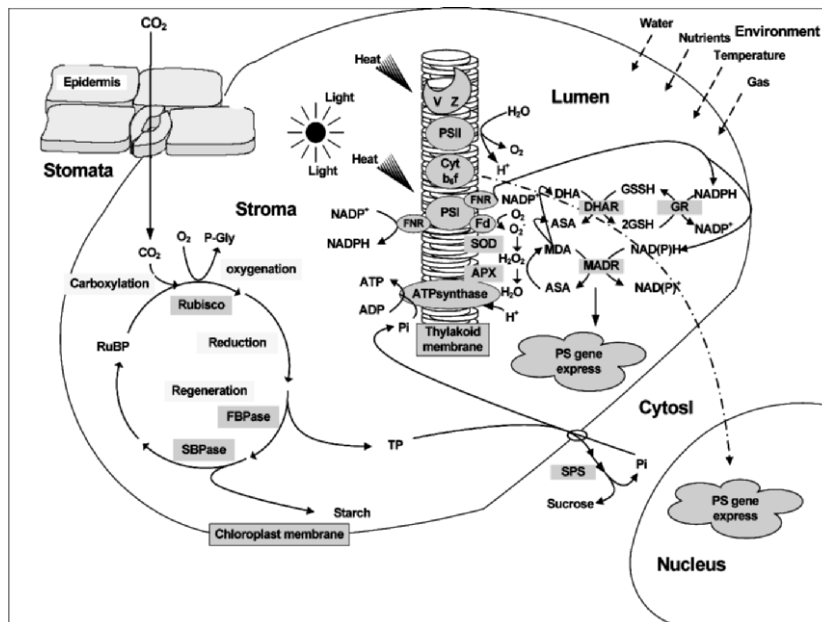 CO₂
Water
Environment
Nutrients
Temperature
Gas
Epidermis
Stomata
Light
Light
Heat
V Z
Lumen
PSII
H₂O
O₂
H⁺
Cyt
b₆f
Heat
Stroma
NADP⁺
NADPH
FNR
PSI
FNR
NADP⁺
Fd
O₂
O₂⁻
SOD
H₂O₂
APX
H₂O
DHA
GSSH
NADPH
DHAR
GR
ASA
2GSH
NADP⁺
MDA
NAD(P)H
MADR
ASA
NAD(P)⁺
ATP
ADP
Pi
ATPsynthase
H⁺
Thylakoid
membrane
PS gene
express
CO₂
O₂
P-Gly
oxygenation
Carboxylation
Rubisco
RuBP
Reduction
Regeneration
FBPase
SBPase
TP
Starch
Chloroplast membrane
Cytosl
SPS
Pi
Sucrose
PS gene
express
Nucleus